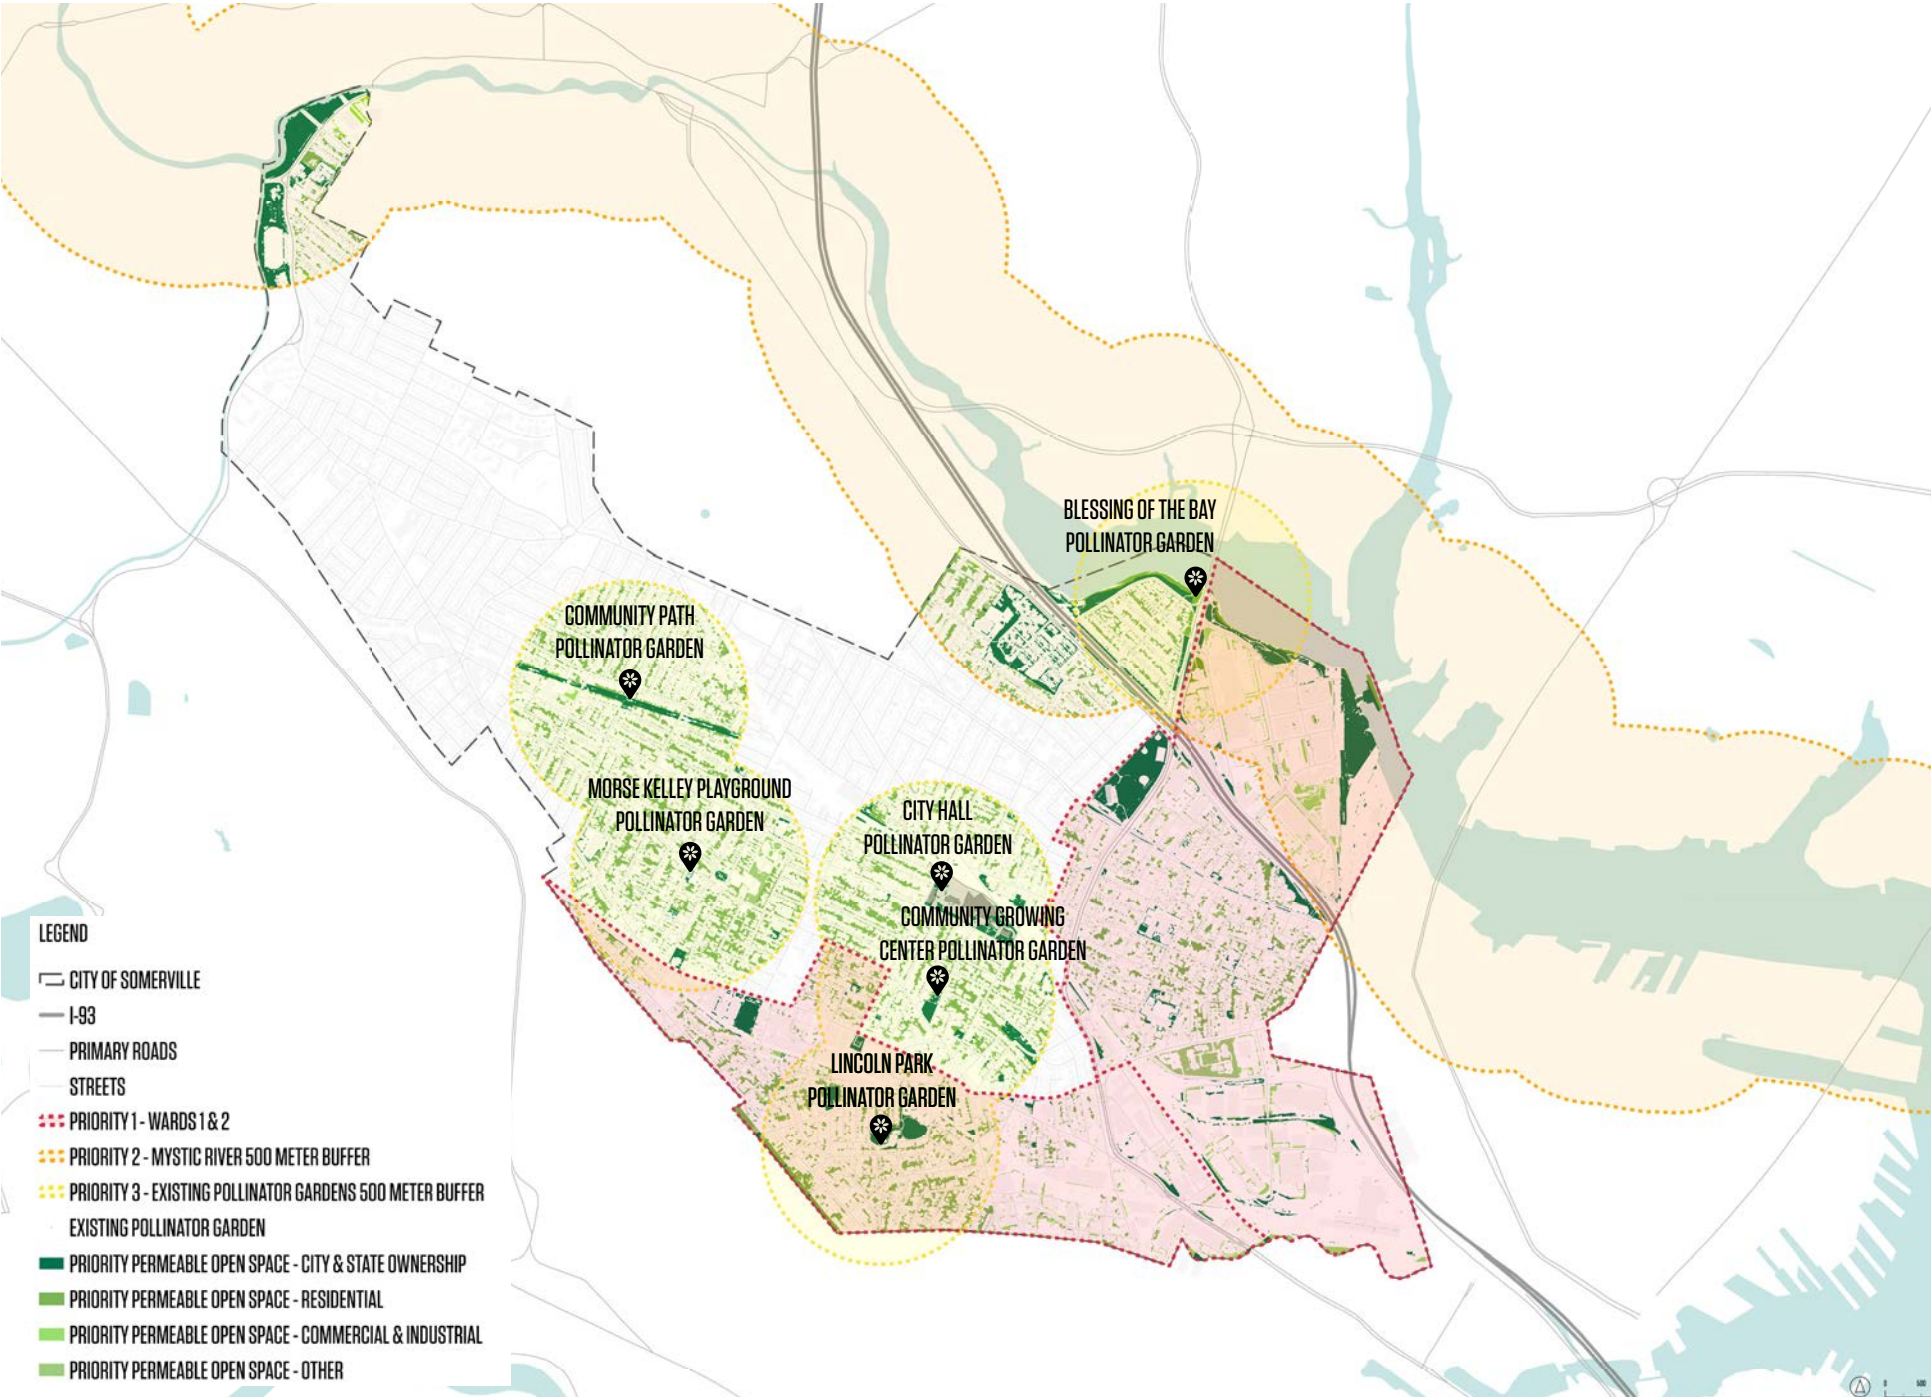 BLESSING OF THE BAY
POLLINATOR GARDEN
COMMUNITY PATH
POLLINATOR GARDEN
MORSE KELLEY PLAYGROUND
POLLINATOR GARDEN
CITY HALL
POLLINATOR GARDEN
COMMUNITY GROWING
CENTER POLLINATOR GARDEN
LINCOLN PARK
POLLINATOR GARDEN
LEGEND
CITY OF SOMERVILLE
I-93
PRIMARY ROADS
STREETS
PRIORITY 1 - WARDS 1 & 2
PRIORITY 2 - MYSTIC RIVER 500 METER BUFFER
PRIORITY 3 - EXISTING POLLINATOR GARDENS 500 METER BUFFER
EXISTING POLLINATOR GARDEN
PRIORITY PERMEABLE OPEN SPACE - CITY & STATE OWNERSHIP
PRIORITY PERMEABLE OPEN SPACE - RESIDENTIAL
PRIORITY PERMEABLE OPEN SPACE - COMMERCIAL & INDUSTRIAL
PRIORITY PERMEABLE OPEN SPACE - OTHER